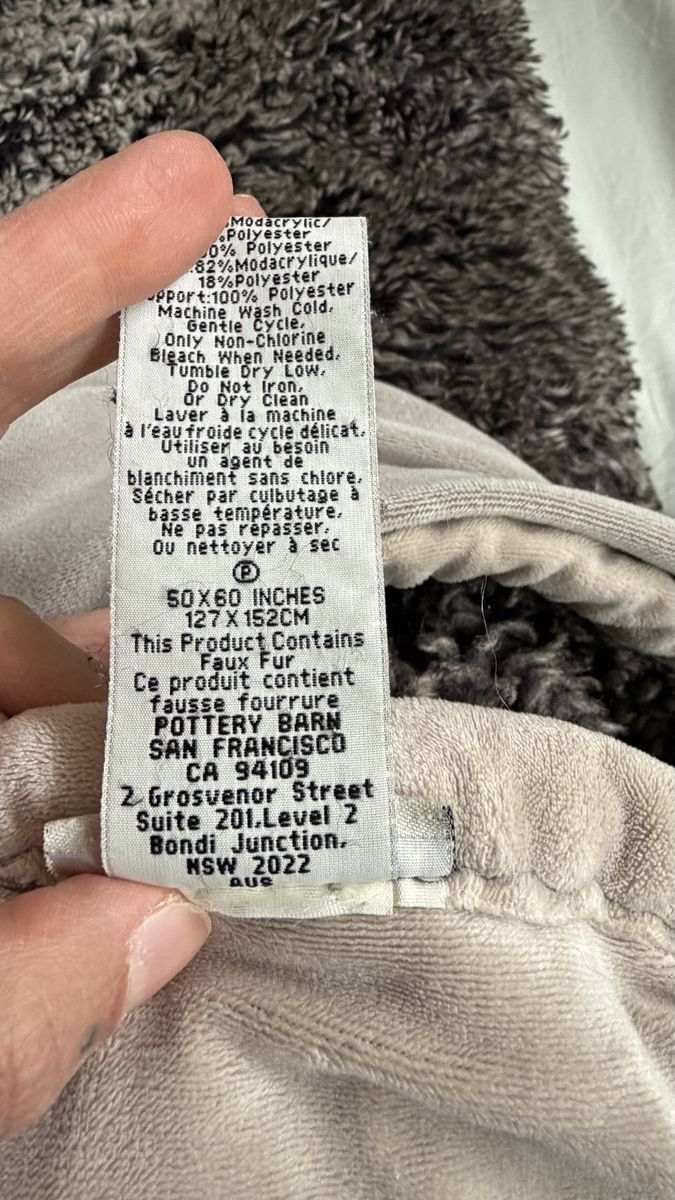 Modacrylic/
%Polyester
0% Polyester
82%Modacrylique/
18%Polyester
pport:100% Polyester
Machine Wash Cold,
Gentle Cycle,
Only Non-Chlorine
Bleach When Needed,
Tumble Dry Low,
Do Not Iron,
Or Dry Clean
Laver à la machine
à l'eau froide cycle délicat,
Utiliser au besoin
un agent de
blanchiment sans chlore,
Sécher par culbutage à
basse température,
Ne pas repasser,
Ou nettoyer à sec
P
50X60 INCHES
127X152CM
This Product Contains
Faux Fur
Ce produit contient
fausse fourrure
POTTERY BARN
SAN FRANCISCO
CA 94109
2 Grosvenor Street
Suite 201,Level 2
Bondi Junction,
NSW 2022
AUS